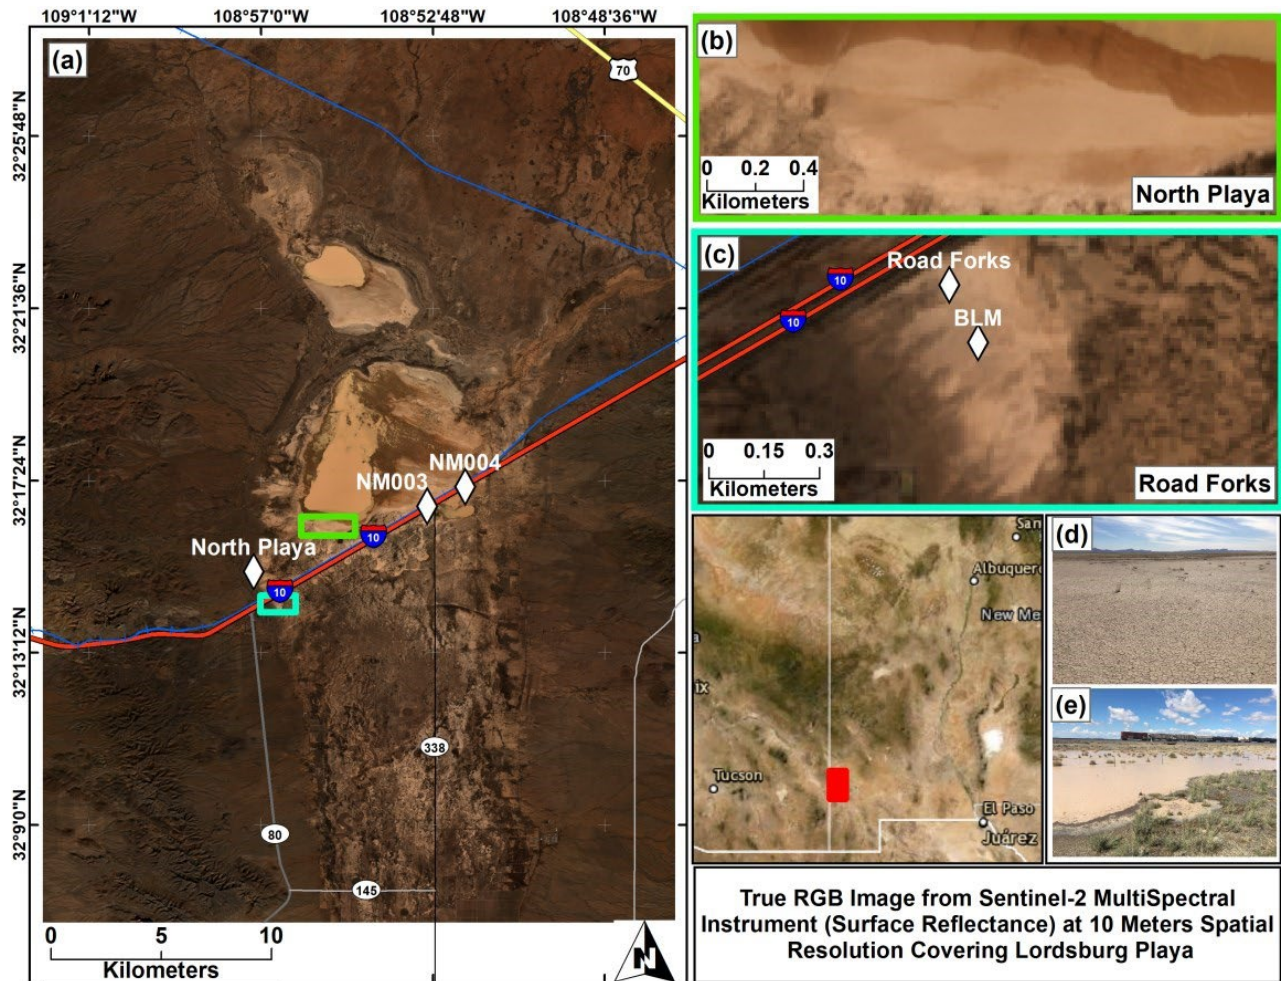 109°1'12"W
108°57'0"W
108°52'48"W
108°48'36"W
(a)
70
32°25'48"N
32°21'36"N
32°17'24"N
32°13'12"N
32°9'0"N
NM004
NM003
10
North Playa
10
338
80
145
0 5 10
Kilometers
N
(b)
0 0.2 0.4
Kilometers
North Playa
(c)
Road Forks
10
BLM
10
0 0.15 0.3
Kilometers
Road Forks
San
Albuquerq
New Me
ix
Tucson
El Paso
Juárez
(d)
(e)
True RGB Image from Sentinel-2 MultiSpectral
Instrument (Surface Reflectance) at 10 Meters Spatial
Resolution Covering Lordsburg Playa